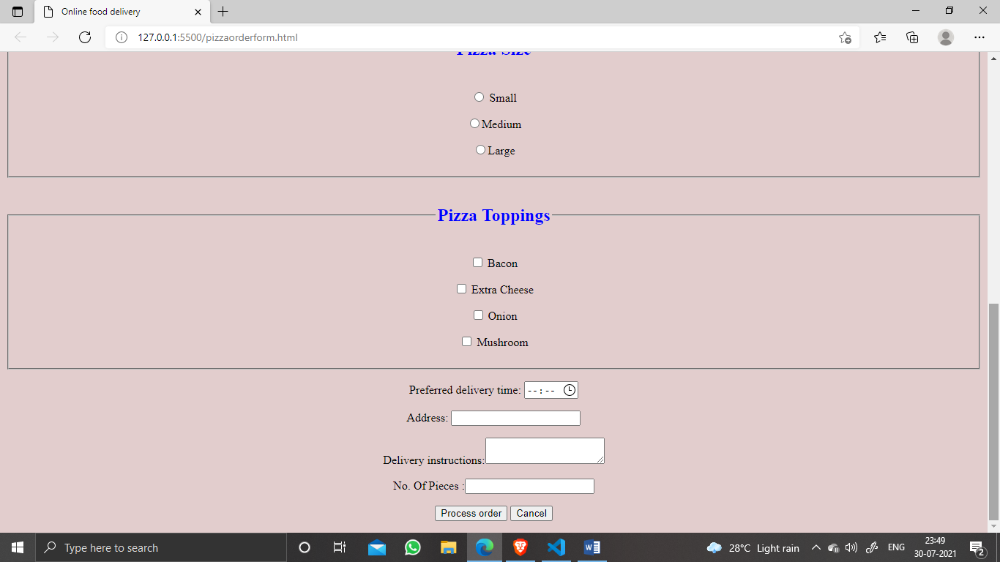 Online food delivery
127.0.0.1:5500/pizzaorderform.html
Pizza Size
Small
Medium
Large
Pizza Toppings
Bacon
Extra Cheese
Onion
Mushroom
Preferred delivery time: --:--
Address:
Delivery instructions:
No. Of Pieces :
Process order Cancel
Type here to search
28°C Light rain
ENG
23:49
30-07-2021
2